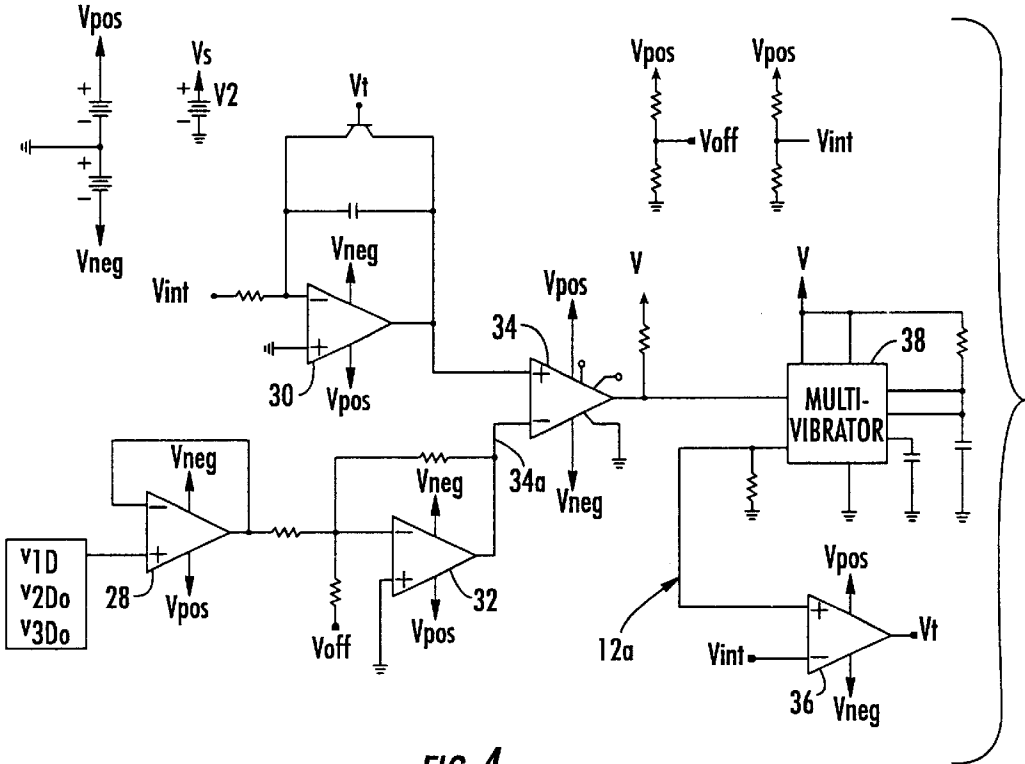 Vpos
Vs
+
V2
-
+
-
Vneg
Vt
Vpos
Voff
Vpos
Vint
Vneg
Vint
-
+
30
Vpos
Vpos
34
+
-
34a
Vneg
V
V
38
MULTI-
VIBRATOR
Vneg
-
+
28
Vpos
V1D
V2Do
V3Do
Vneg
-
+
32
Vpos
Voff
12a
Vpos
+
-
Vint
Vt
36
Vneg
+
-
FIG. 4